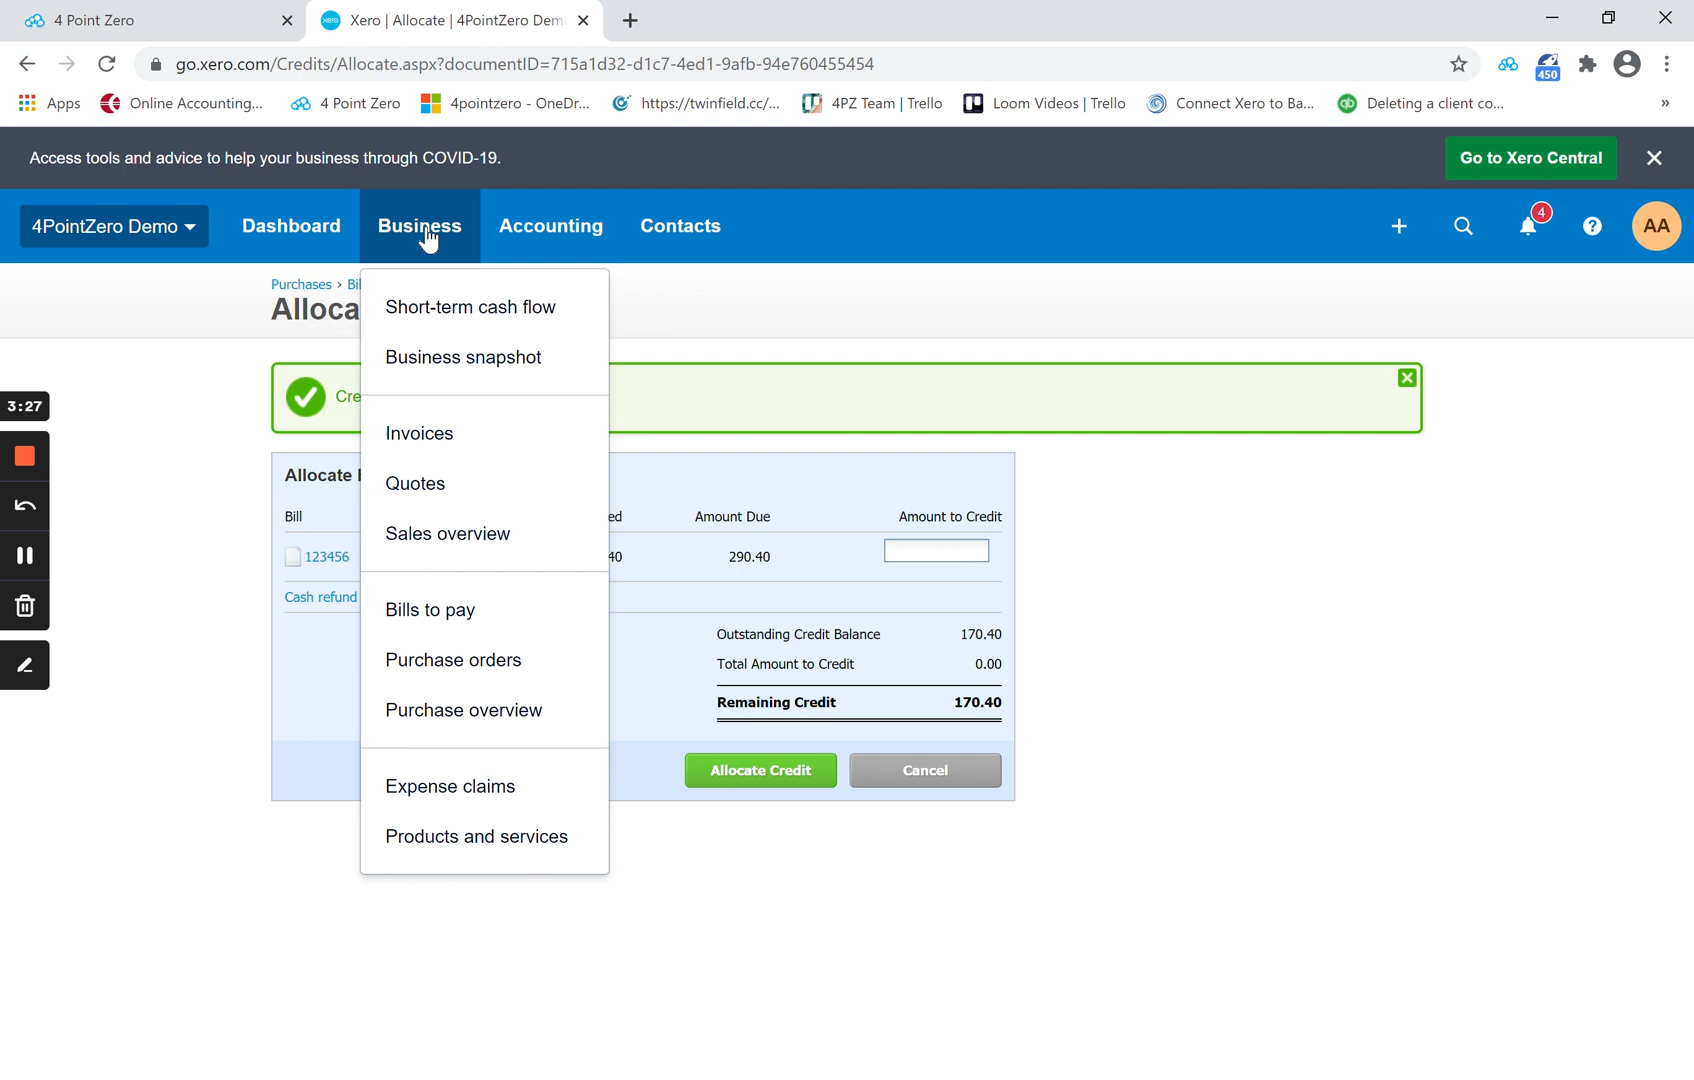 4 Point Zero
Xero | Allocate | 4PointZero Dem
go.xero.com/Credits/Allocate.aspx?documentID=715a1d32-d1c7-4ed1-9afb-94e760455454
450
Apps
Online Accounting...
4 Point Zero
4pointzero - OneDr...
https://twinfield.cc/...
4PZ Team | Trello
Loom Videos | Trello
Connect Xero to Ba...
Deleting a client co...
»
Access tools and advice to help your business through COVID-19.
Go to Xero Central
4PointZero Demo
Dashboard
Business
Accounting
Contacts
4
AA
Purchases › Bil
Alloca
Short-term cash flow
Business snapshot
Invoices
Quotes
Sales overview
Bills to pay
Purchase orders
Purchase overview
Expense claims
Products and services
Cre
3:27
Allocate
Bill
ed
Amount Due
Amount to Credit
123456
40
290.40
Cash refund
Outstanding Credit Balance 170.40
Total Amount to Credit 0.00
Remaining Credit 170.40
Allocate Credit
Cancel